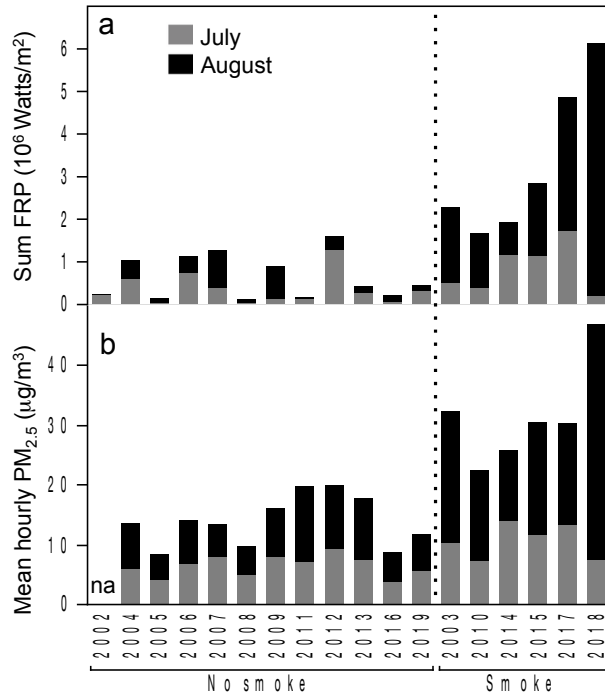 a
July
August
Sum FRP (10⁶ Watts/m²)
6
5
4
3
2
1
0
b
Mean hourly PM₂.₅ (μg/m³)
40
30
20
10
0
na
2002 2004 2005 2006 2007 2008 2009 2011 2012 2013 2016 2019 2003 2010 2014 2015 2017 2018
No smoke Smoke